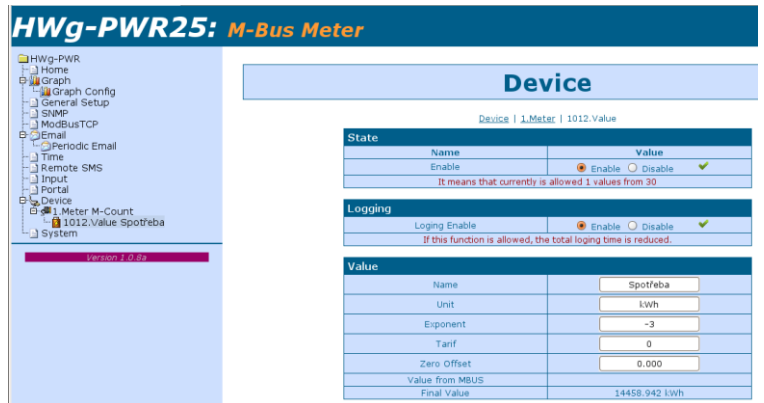 HWg-PWR25: M-Bus Meter
HWg-PWR
Home
Graph
Graph Config
General Setup
SNMP
ModBusTCP
Email
Periodic Email
Time
Remote SMS
Input
Portal
Device
1.Meter M-Count
1012.Value Spotřeba
System
Version 1.0.8a
Device
Device | 1.Meter | 1012.Value
State
Name Value
Enable Enable Disable
It means that currently is allowed 1 values from 30
Logging
Loging Enable Enable Disable
If this function is allowed, the total loging time is reduced.
Value
Name Spotřeba
Unit kWh
Exponent -3
Tarif 0
Zero Offset 0.000
Value from MBUS
Final Value 14458.942 kWh